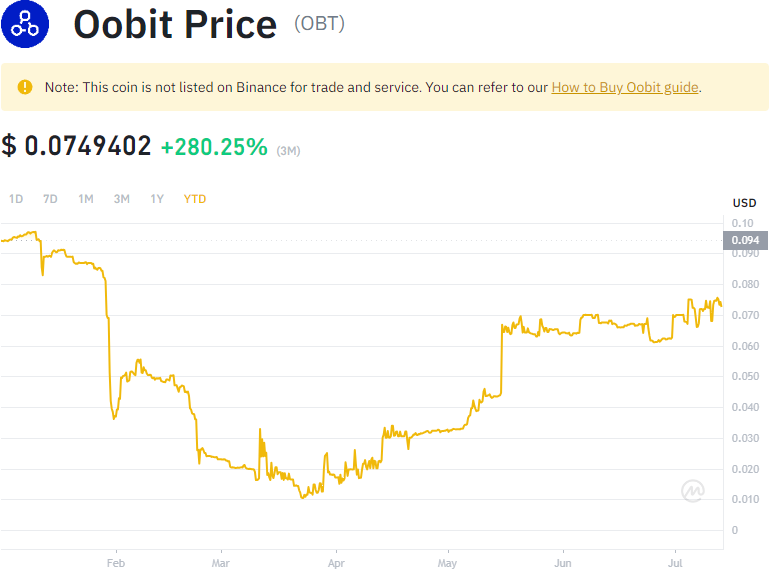 Oobit Price (OBT)
Note: This coin is not listed on Binance for trade and service. You can refer to our How to Buy Oobit guide.
$ 0.0749402 +280.25% (3M)
1D 7D 1M 3M 1Y YTD
USD
0.10
0.094
0.090
0.080
0.070
0.060
0.050
0.040
0.030
0.020
0.010
0
Feb Mar Apr May Jun Jul